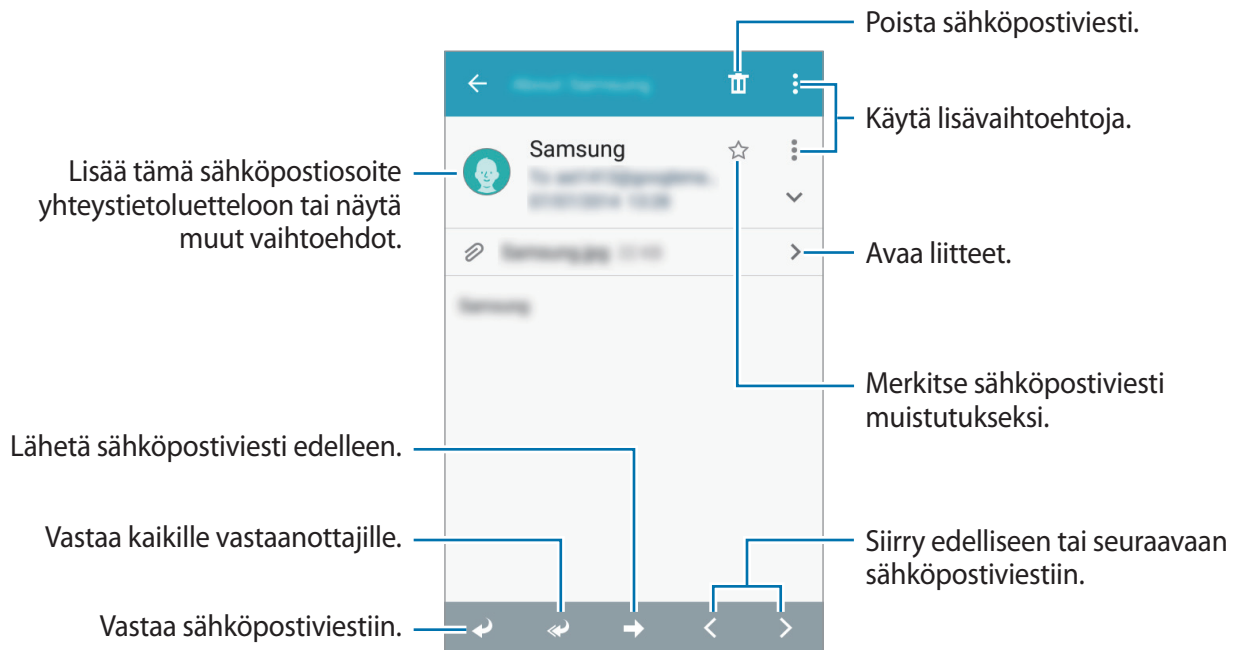 Poista sähköpostiviesti.
Käytä lisävaihtoehtoja.
Samsung
Lisää tämä sähköpostiosoite
yhteystietoluetteloon tai näytä
muut vaihtoehdot.
Avaa liitteet.
Merkitse sähköpostiviesti
muistutukseksi.
Lähetä sähköpostiviesti edelleen.
Vastaa kaikille vastaanottajille.
Siirry edelliseen tai seuraavaan
sähköpostiviestiin.
Vastaa sähköpostiviestiin.